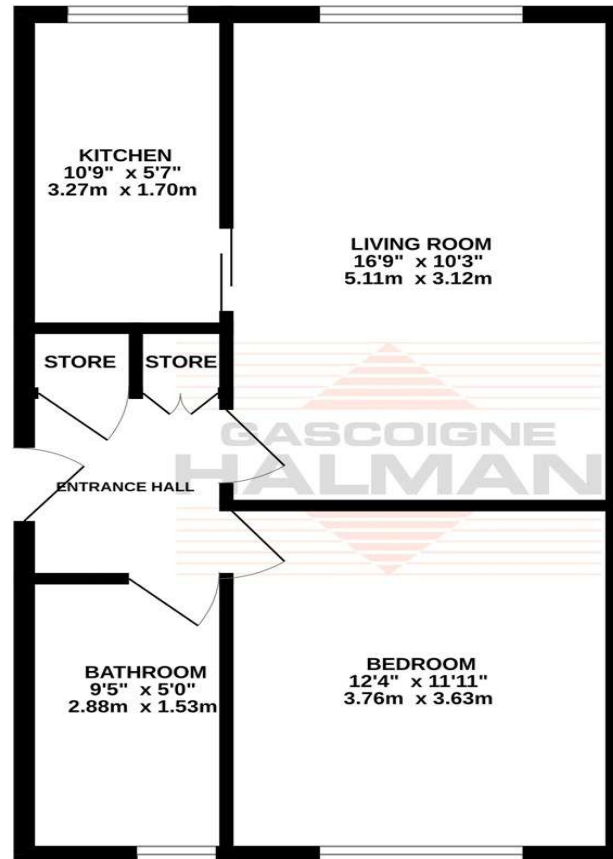 KITCHEN
10'9" x 5'7"
3.27m x 1.70m
LIVING ROOM
16'9" x 10'3"
5.11m x 3.12m
STORE
STORE
GASCOIGNE
HALMAN
ENTRANCE HALL
BATHROOM
9'5" x 5'0"
2.88m x 1.53m
BEDROOM
12'4" x 11'11"
3.76m x 3.63m